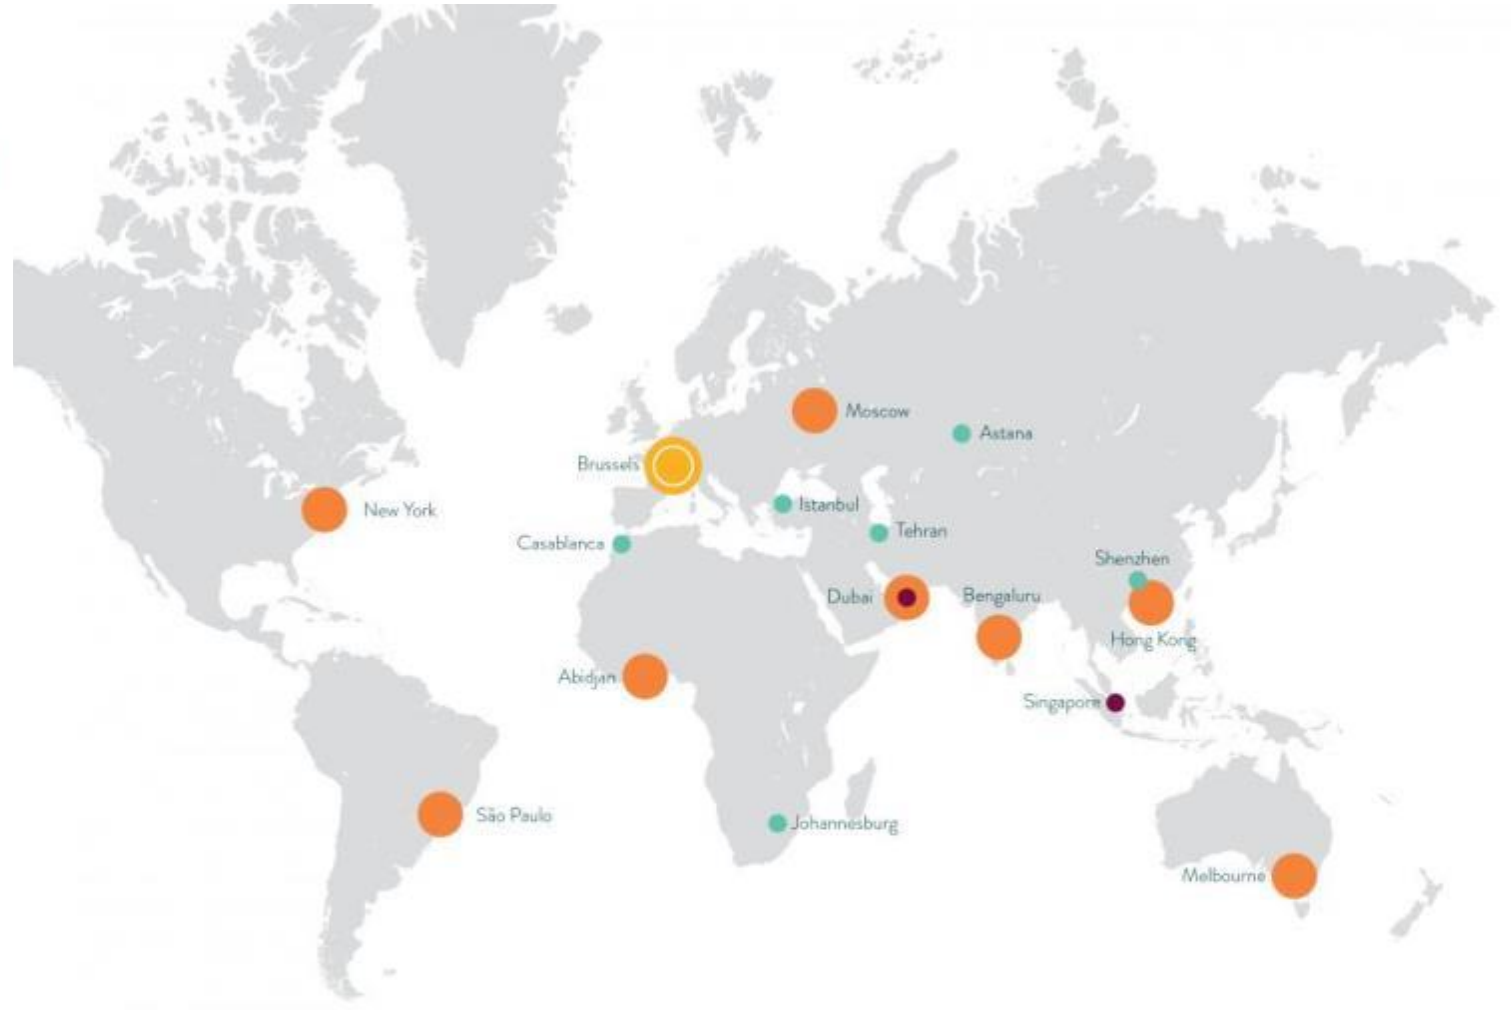 Moscow
Astana
Brussels
Istanbul
New York
Tehran
Casablanca
Shenzhen
Dubai
Bengaluru
Hong Kong
Abidjan
Singapore
São Paulo
Johannesburg
Melbourne